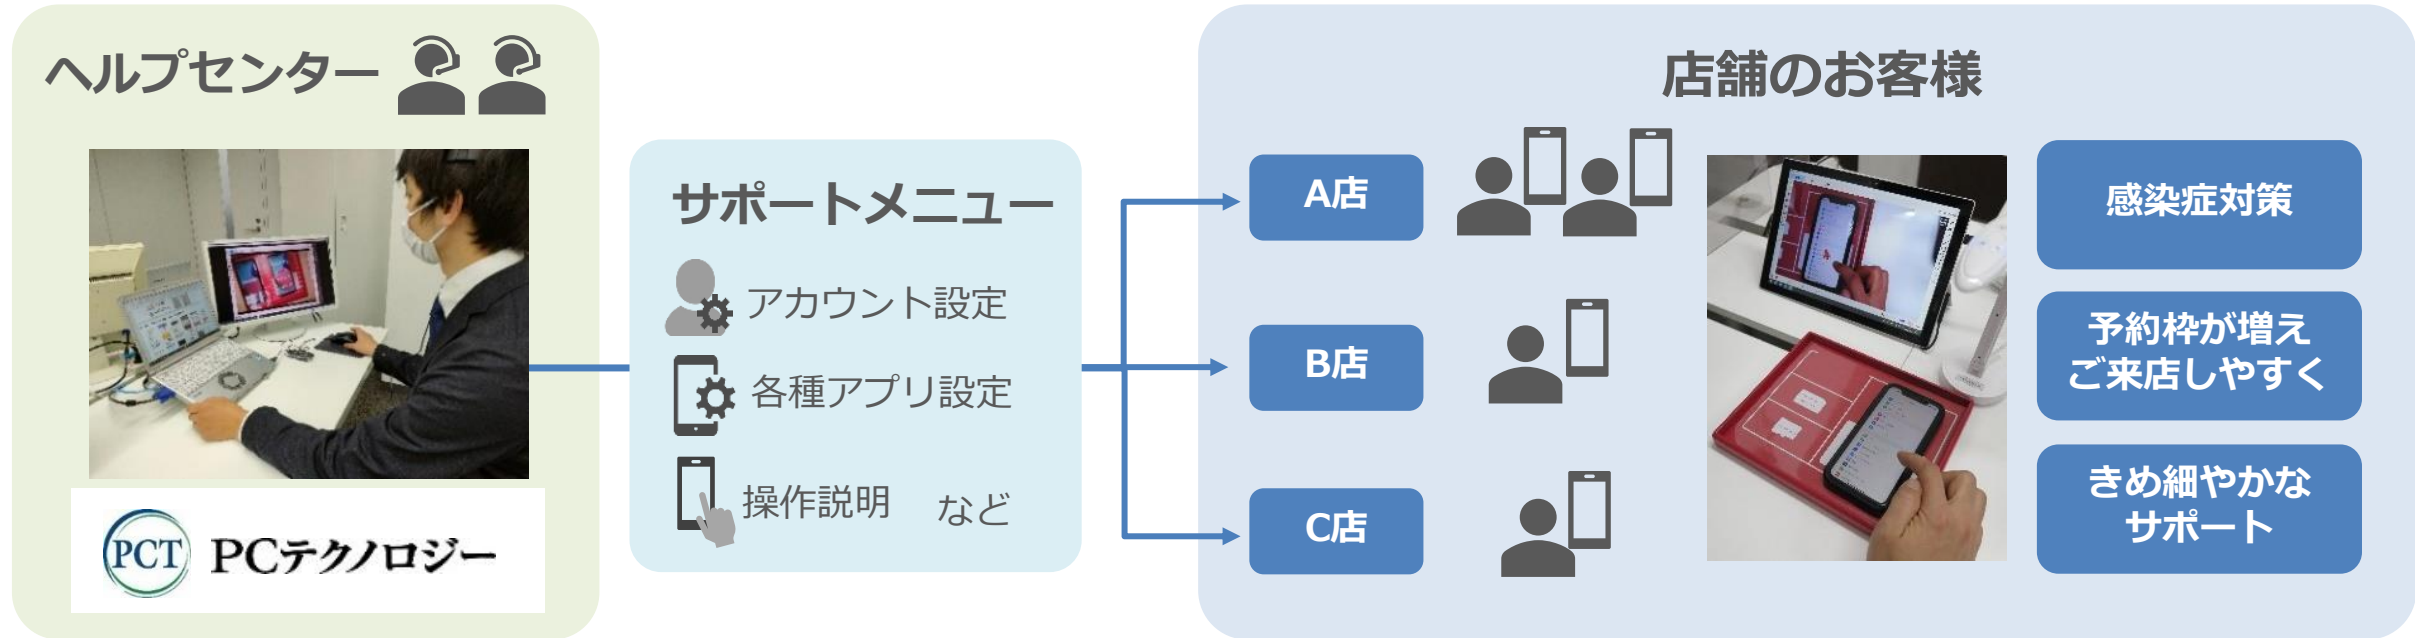 ヘルプセンター
PCT PCテクノロジー
サポートメニュー
アカウント設定
各種アプリ設定
操作説明 など
店舗のお客様
A店
B店
C店
感染症対策
予約枠が増え
ご来店しやすく
きめ細やかな
サポート